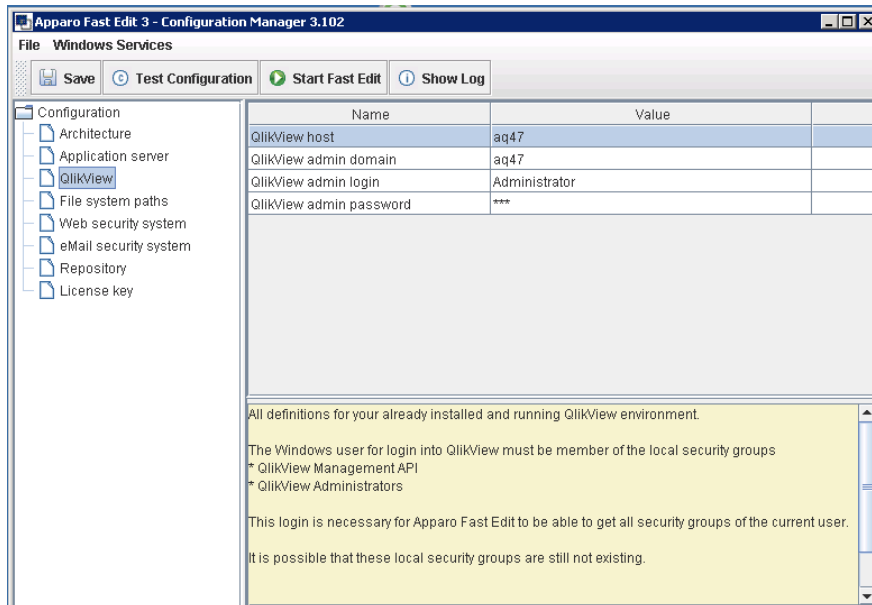 Apparo Fast Edit 3 - Configuration Manager 3.102
File Windows Services
Save Test Configuration Start Fast Edit Show Log
Configuration
Architecture
Application server
QlikView
File system paths
Web security system
eMail security system
Repository
License key
Name Value
QlikView host aq47
QlikView admin domain aq47
QlikView admin login Administrator
QlikView admin password ***
All definitions for your already installed and running QlikView environment.
The Windows user for login into QlikView must be member of the local security groups
* QlikView Management API
* QlikView Administrators
This login is necessary for Apparo Fast Edit to be able to get all security groups of the current user.
It is possible that these local security groups are still not existing.